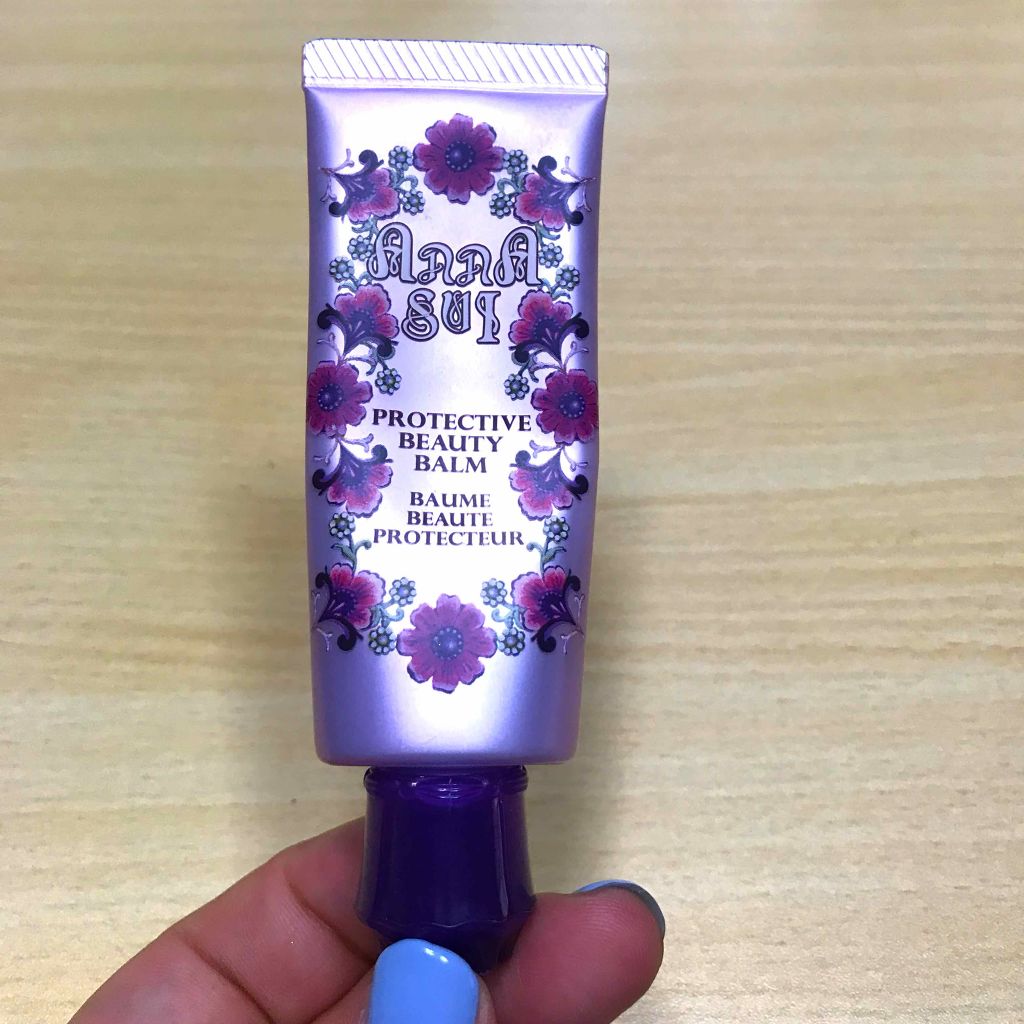 ANNA
SUI
PROTECTIVE
BEAUTY
BALM
BAUME
BEAUTE
PROTECTEUR